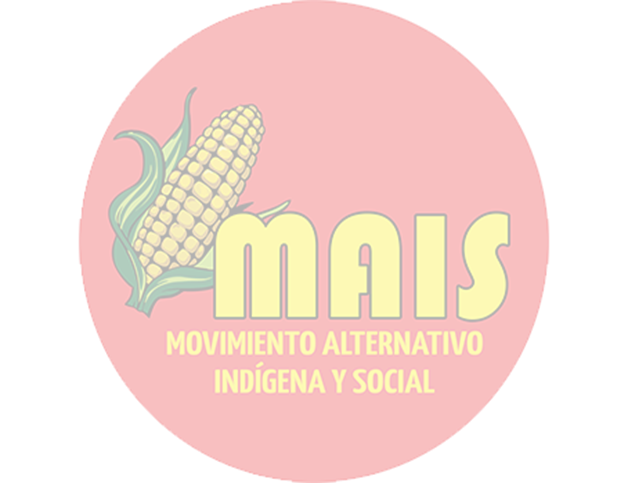 MAIS
MOVIMIENTO ALTERNATIVO
INDÍGENA Y SOCIAL